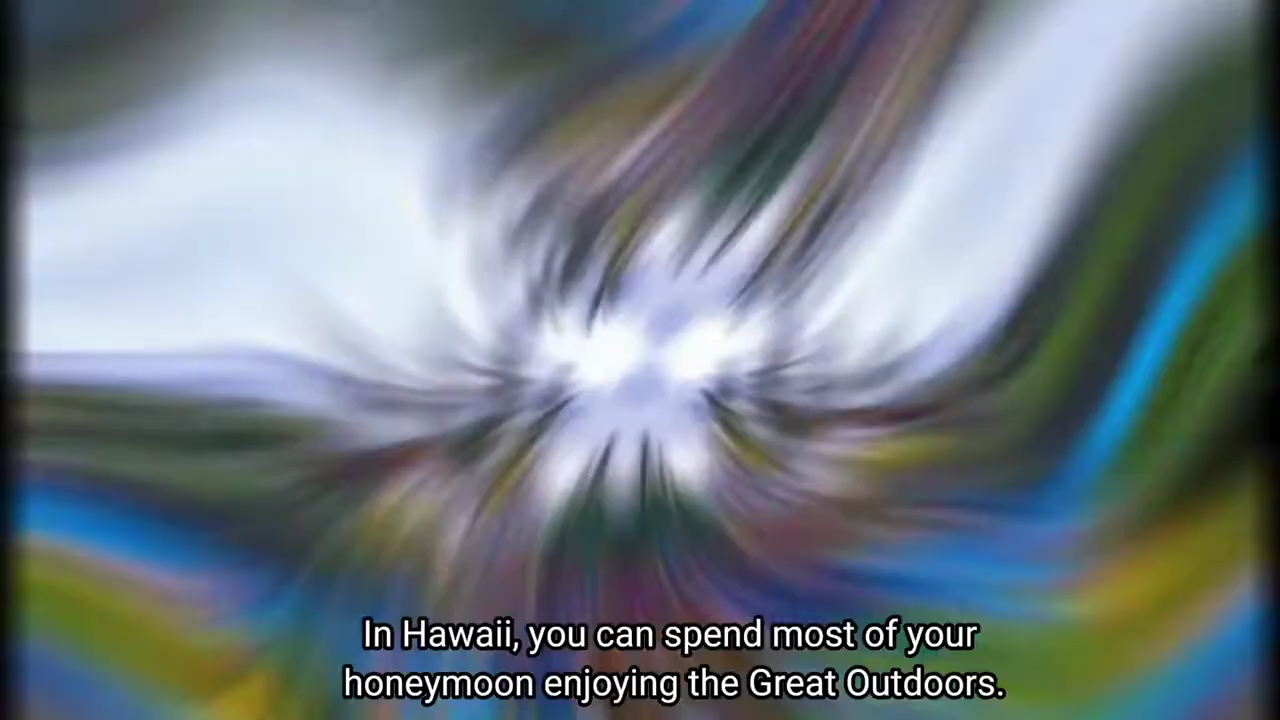 In Hawaii, you can spend most of your
honeymoon enjoying the Great Outdoors.